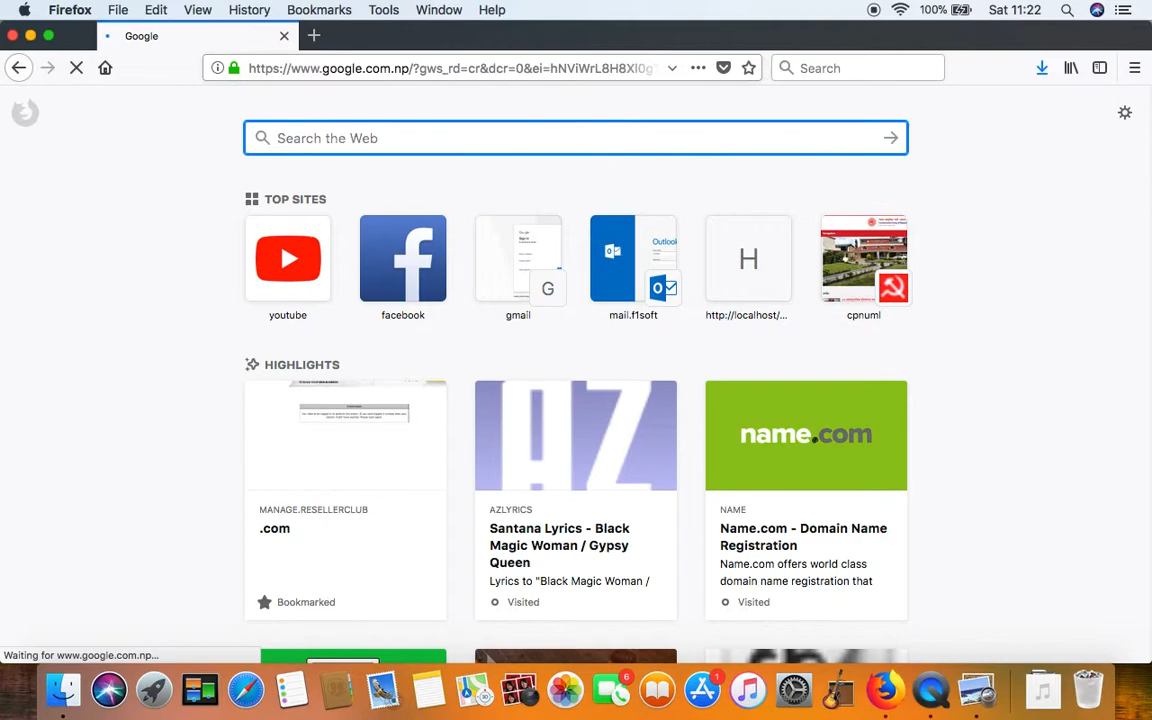 Firefox File Edit View History Bookmarks Tools Window Help 100% Sat 11:22
Google
https://www.google.com.np/?gws_rd=cr&dcr=0&ei=hNViWrL8H8Xl0g? Search
Search the Web
TOP SITES
G H
Outlook
youtube facebook gmail mail.f1soft http://localhost/... cpnuml
HIGHLIGHTS
AZ name.com
MANAGE.RESELLERCLUB
.com
Bookmarked
AZLYRICS
Santana Lyrics - Black
Magic Woman / Gypsy
Queen
Lyrics to "Black Magic Woman /
Visited
NAME
Name.com - Domain Name
Registration
Name.com offers world class
domain name registration that
Visited
Waiting for www.google.com.np...
6 1